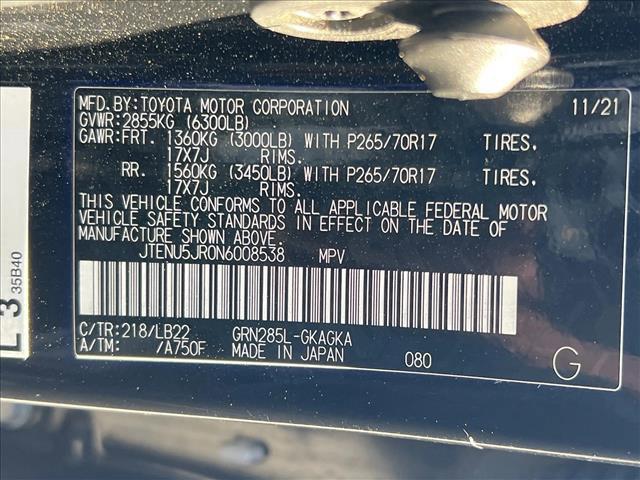 MFD. BY: TOYOTA MOTOR CORPORATION 11/21
GVWR: 2855KG (6300LB)
GAWR: FRT. 1360KG (3000LB) WITH P265/70R17 TIRES.
17X7J RIMS.
RR. 1560KG (3450LB) WITH P265/70R17 TIRES.
17X7J RIMS.
THIS VEHICLE CONFORMS TO ALL APPLICABLE FEDERAL MOTOR
VEHICLE SAFETY STANDARDS IN EFFECT ON THE DATE OF
MANUFACTURE SHOWN ABOVE.
JTENU5JR0N6008538 MPV
C/TR: 218/LB22 GRN285L-GKAGKA
A/TM: /A750F MADE IN JAPAN 080 G
L 3
35B40